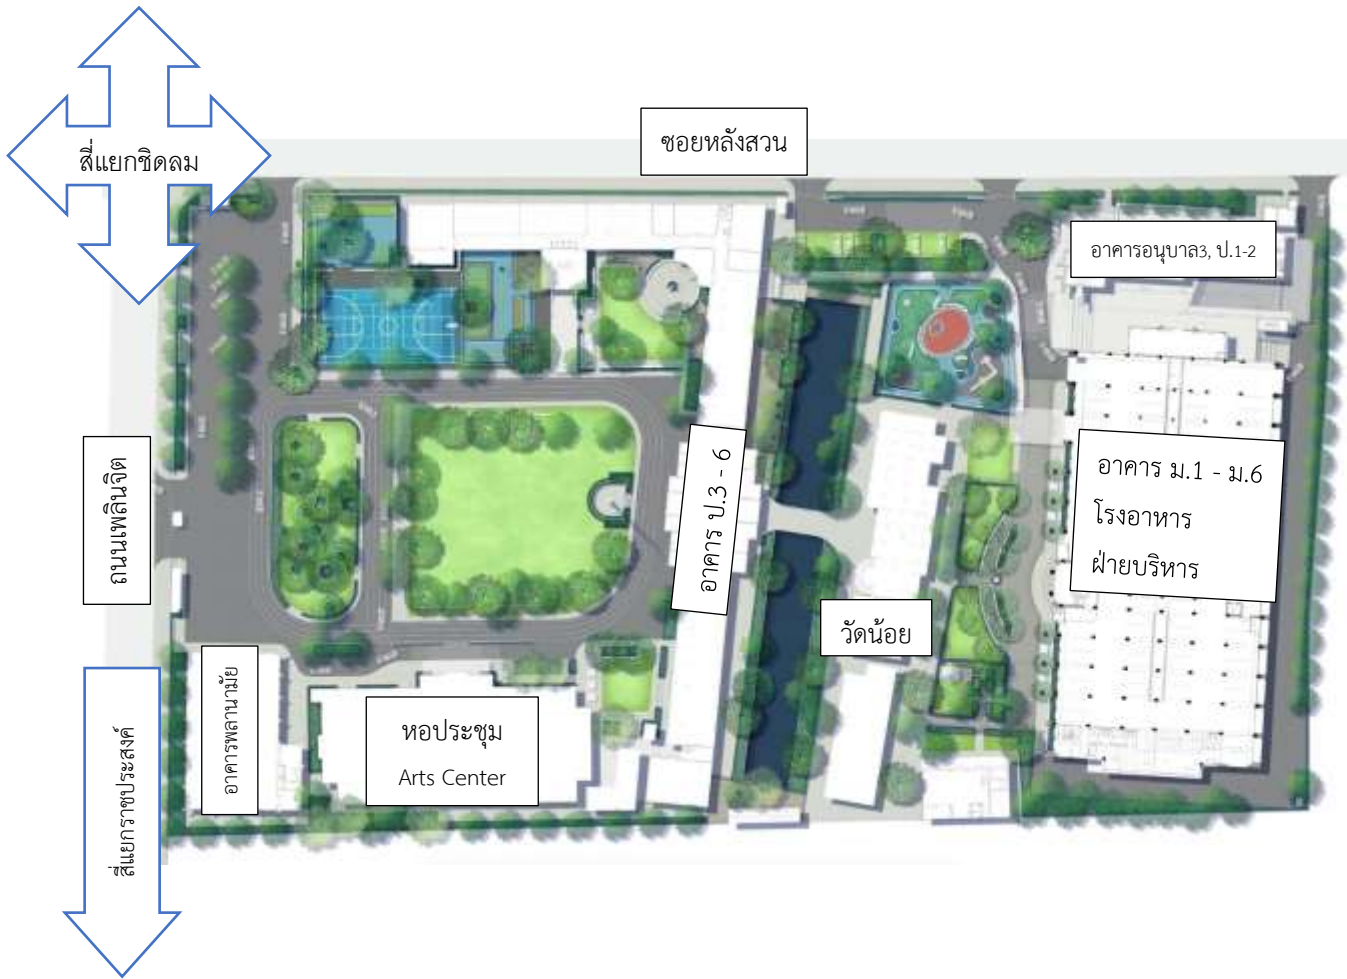 สี่แยกชิดลม
ซอยหลังสวน
อาคารอนุบาล3, ป.1-2
ถนนเพลินจิต
อาคาร ป.3 - 6
อาคาร ม.1 - ม.6
โรงอาหาร
ฝ่ายบริหาร
วัดน้อย
อาคารพลานามัย
หอประชุม
Arts Center
สี่แยกราชประสงค์